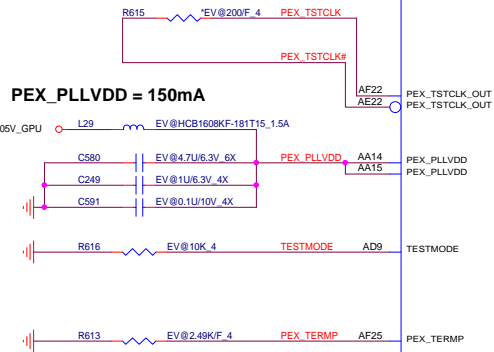 R615 *EV@200/F_4 PEX_TSTCLK
PEX_TSTCLK#
AF22 PEX_TSTCLK_OUT
AE22 PEX_TSTCLK_OUT
PEX_PLLVDD = 150mA
05V_GPU L29 EV@HCB1608KF-181T15_1.5A
C580 EV@4.7U/6.3V_6X PEX_PLLVDD AA14 PEX_PLLVDD
AA15 PEX_PLLVDD
C249 EV@1U/6.3V_4X
C591 EV@0.1U/10V_4X
R616 EV@10K_4 TESTMODE AD9 TESTMODE
R613 EV@2.49K/F_4 PEX_TERMP AF25 PEX_TERMP